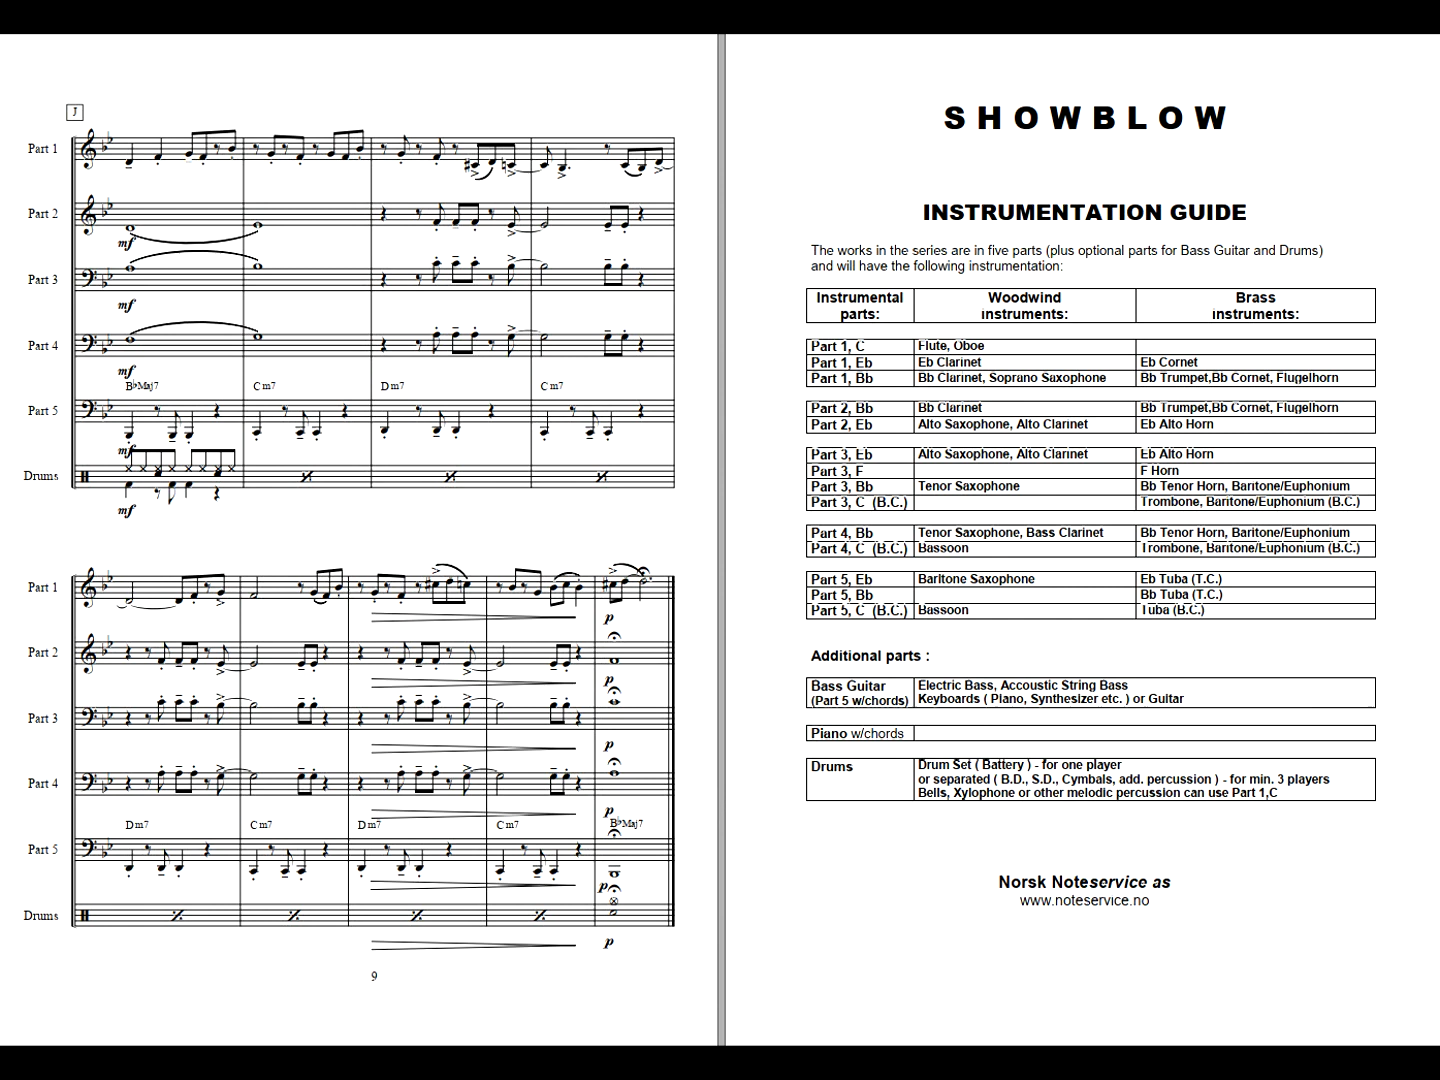 J
Part 1
Part 2
mf
Part 3
mf
Part 4
mf
B♭Maj7 Cm7 Dm7 Cm7
Part 5
mf
Drums
mf
Part 1
p
Part 2
p
Part 3
p
Part 4
p
Dm7 Cm7 Dm7 Cm7 B♭Maj7
Part 5
p
Drums
p
9
SHOWBLOW
INSTRUMENTATION GUIDE
The works in the series are in five parts (plus optional parts for Bass Guitar and Drums)
and will have the following instrumentation:
Instrumental Woodwind Brass
parts: instruments: instruments:
Part 1, C Flute, Oboe
Part 1, Eb Eb Clarinet Eb Cornet
Part 1, Bb Bb Clarinet, Soprano Saxophone Bb Trumpet,Bb Cornet, Flugelhorn
Part 2, Bb Bb Clarinet Bb Trumpet,Bb Cornet, Flugelhorn
Part 2, Eb Alto Saxophone, Alto Clarinet Eb Alto Horn
Part 3, Eb Alto Saxophone, Alto Clarinet Eb Alto Horn
Part 3, F F Horn
Part 3, Bb Tenor Saxophone Bb Tenor Horn, Baritone/Euphonium
Part 3, C (B.C.) Trombone, Baritone/Euphonium (B.C.)
Part 4, Bb Tenor Saxophone, Bass Clarinet Bb Tenor Horn, Baritone/Euphonium
Part 4, C (B.C.) Bassoon Trombone, Baritone/Euphonium (B.C.)
Part 5, Eb Baritone Saxophone Eb Tuba (T.C.)
Part 5, Bb Bb Tuba (T.C.)
Part 5, C (B.C.) Bassoon Tuba (B.C.)
Additional parts :
Bass Guitar Electric Bass, Accoustic String Bass
(Part 5 w/chords) Keyboards ( Piano, Synthesizer etc. ) or Guitar
Piano w/chords
Drums Drum Set ( Battery ) - for one player
or separated ( B.D., S.D., Cymbals, add. percussion ) - for min. 3 players
Bells, Xylophone or other melodic percussion can use Part 1,C
Norsk Noteservice as
www.noteservice.no